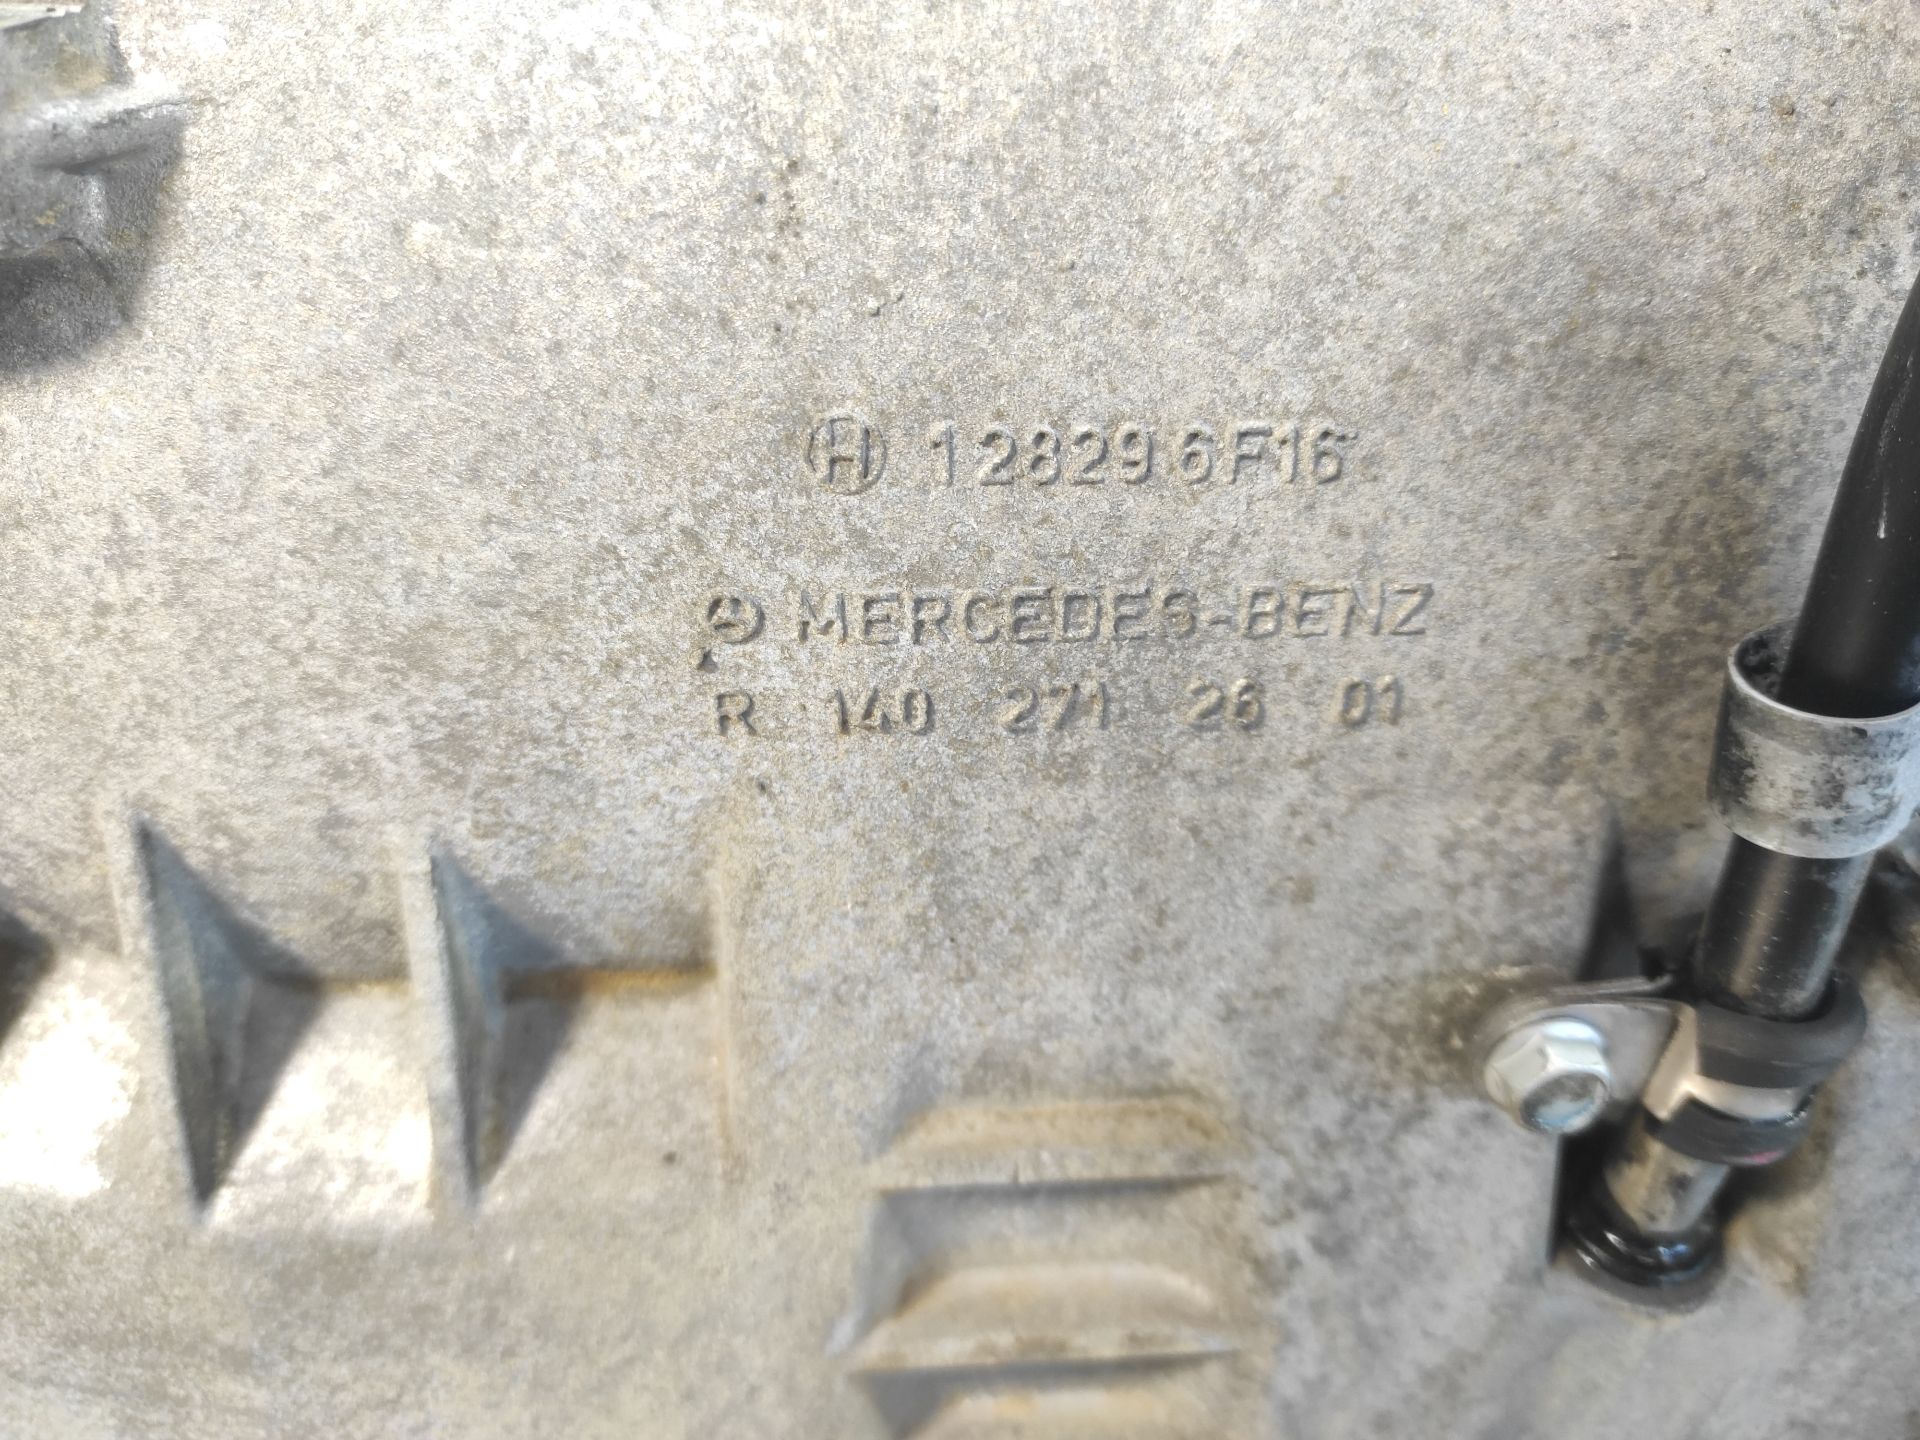 H 128296F16
MERCEDES-BENZ
R 140 271 26 01